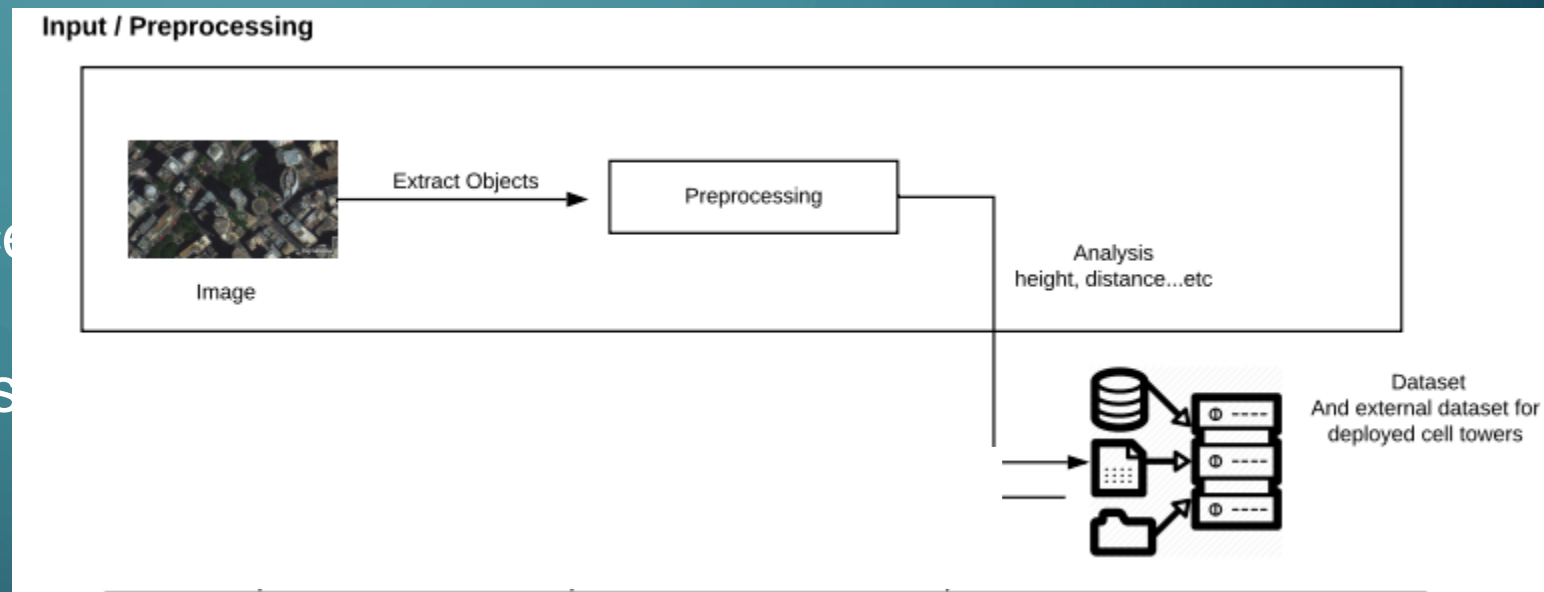 Input / Preprocessing
Extract Objects
Preprocessing
Image
Analysis
height, distance...etc
Dataset
And external dataset for
deployed cell towers